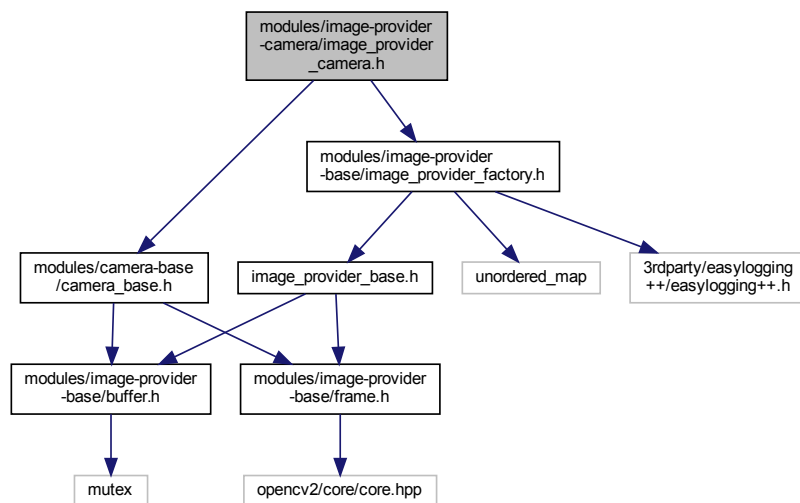 modules/image-provider
-camera/image_provider
_camera.h
modules/image-provider
-base/image_provider_factory.h
modules/camera-base
/camera_base.h
image_provider_base.h
unordered_map
3rdparty/easylogging
++/easylogging++.h
modules/image-provider
-base/buffer.h
modules/image-provider
-base/frame.h
mutex
opencv2/core/core.hpp